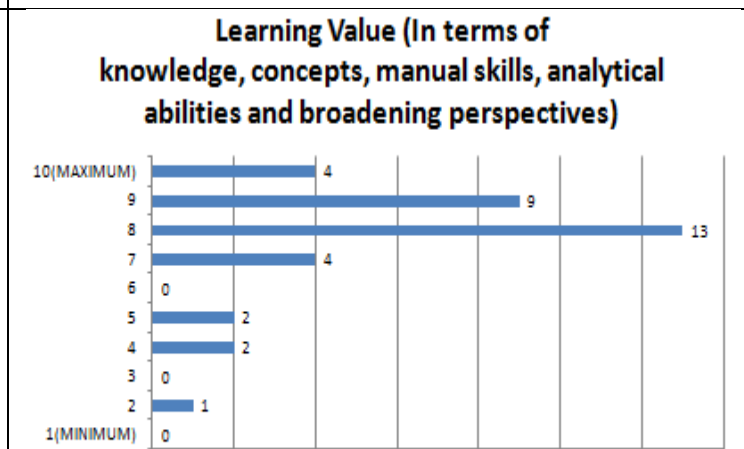 Learning Value (In terms of
knowledge, concepts, manual skills, analytical
abilities and broadening perspectives)
10(MAXIMUM) 4
9 9
8 13
7 4
6 0
5 2
4 2
3 0
2 1
1(MINIMUM) 0